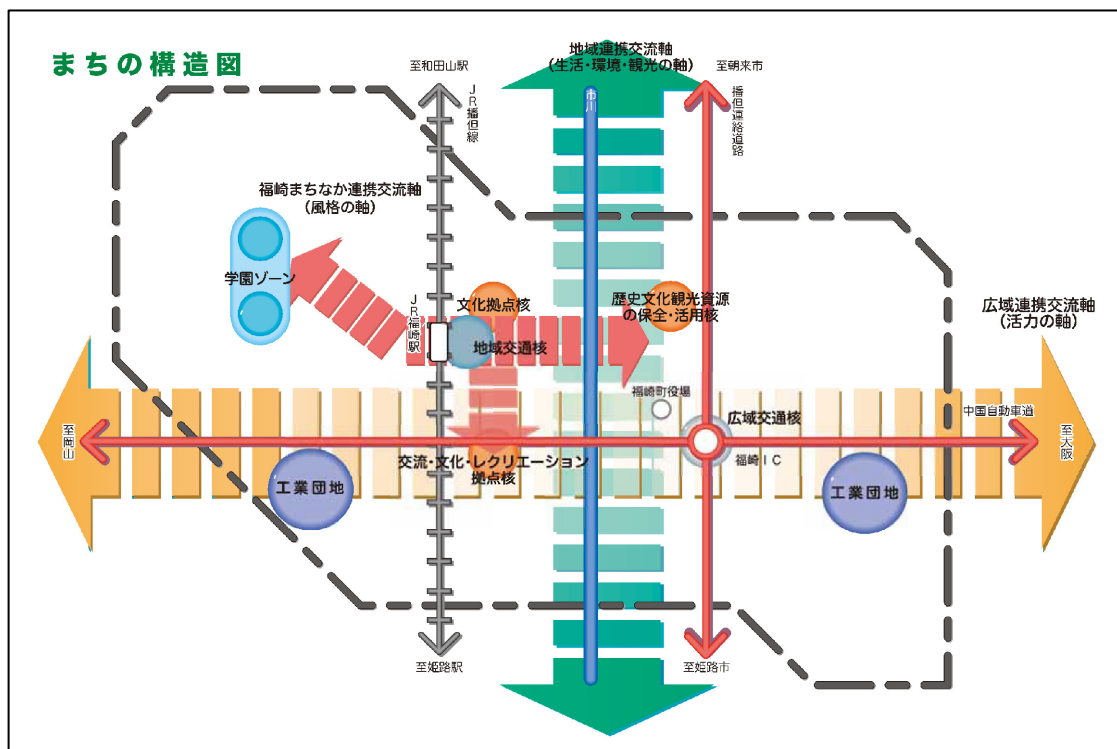 まちの構造図
地域連携交流軸
(生活・環境・観光の軸)
至和田山駅
至朝来市
JR播但線
市川
播但連絡道路
福崎まちなか連携交流軸
(風格の軸)
学園ゾーン
文化拠点核
歴史文化観光資源
の保全・活用核
広域連携交流軸
(活力の軸)
JR福崎駅
地域交通核
福崎町役場
広域交通核
中国自動車道
至岡山
至大阪
福崎IC
交流・文化・レクリエーション
拠点核
工業団地
工業団地
至姫路駅
至姫路市